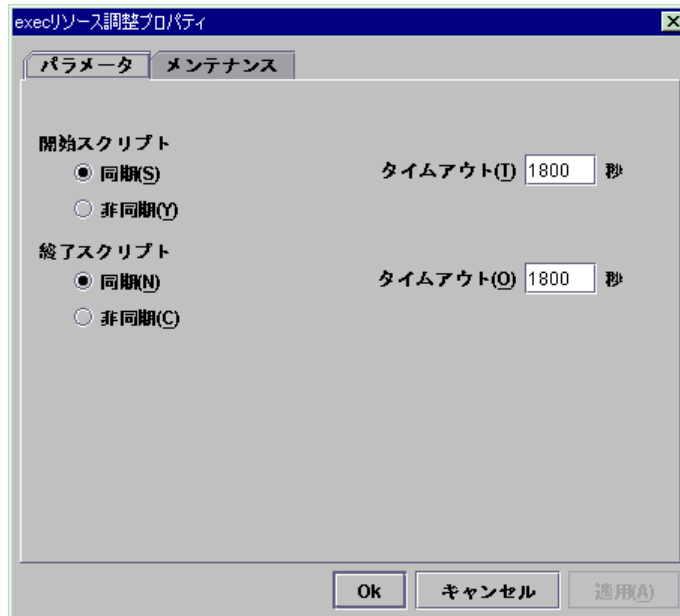 execリソース調整プロパティ
パラメータ メンテナンス
開始スクリプト
同期(S) タイムアウト(T) 1800 秒
非同期(Y)
終了スクリプト
同期(N) タイムアウト(O) 1800 秒
非同期(C)
Ok キャンセル 適用(A)